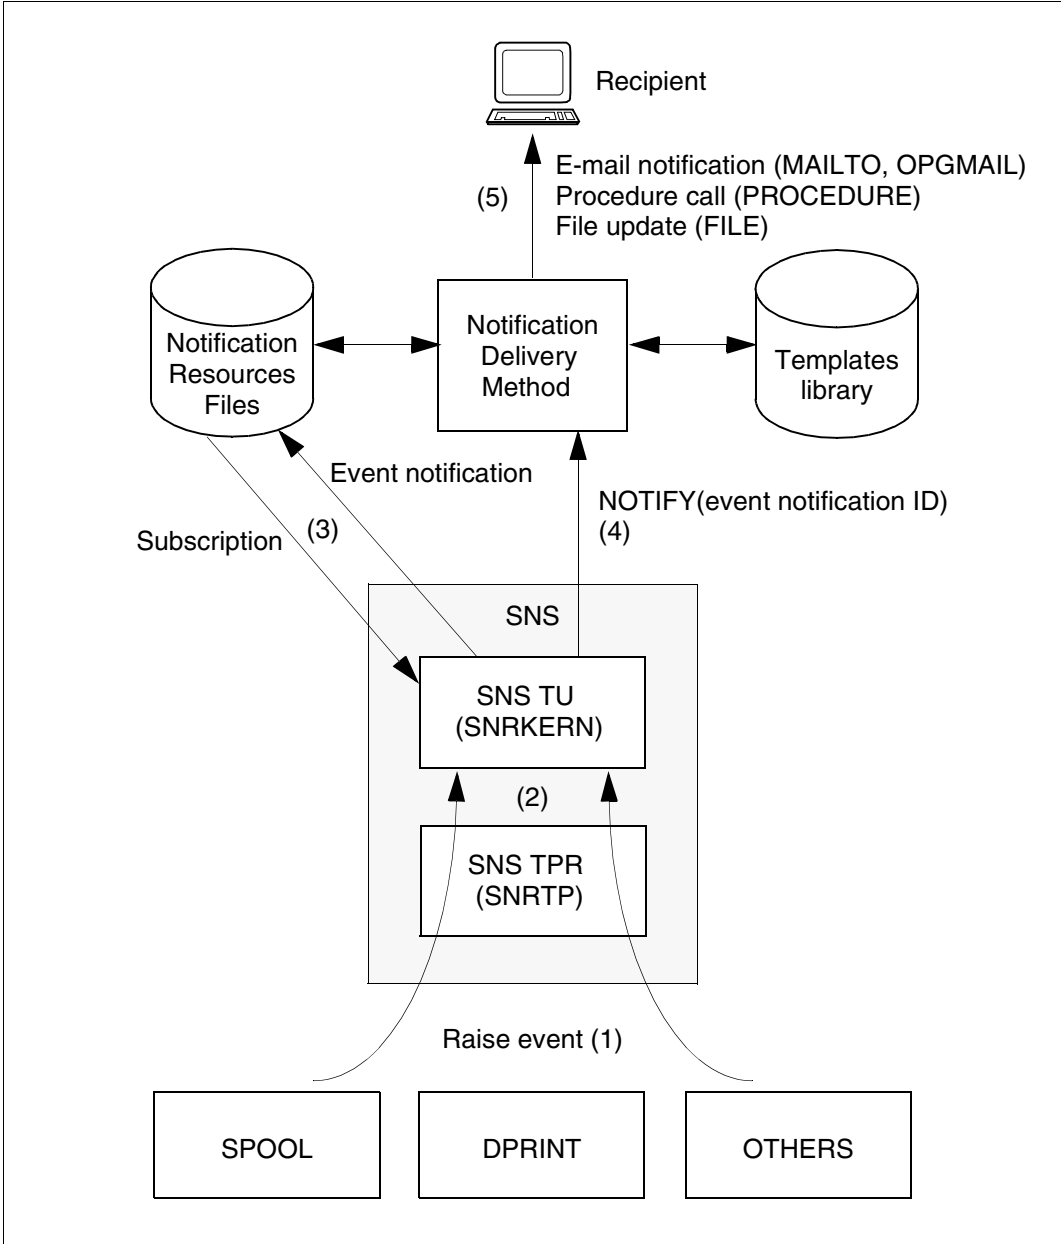 Recipient
E-mail notification (MAILTO, OPGMAIL)
(5)
Procedure call (PROCEDURE)
File update (FILE)
Notification
Resources
Files
Notification
Delivery
Method
Templates
library
Event notification
NOTIFY(event notification ID)
(4)
(3)
Subscription
SNS
SNS TU
(SNRKERN)
(2)
SNS TPR
(SNRTP)
Raise event (1)
SPOOL
DPRINT
OTHERS